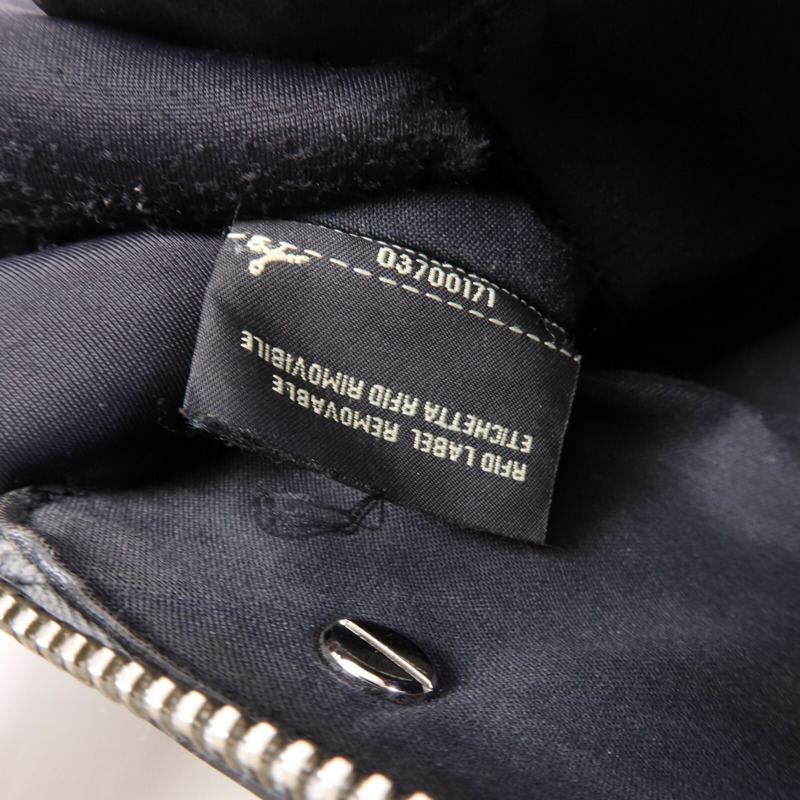 03700171
RFID LABEL REMOVABLE
ETICHETTA RFID RIMOVIBILE